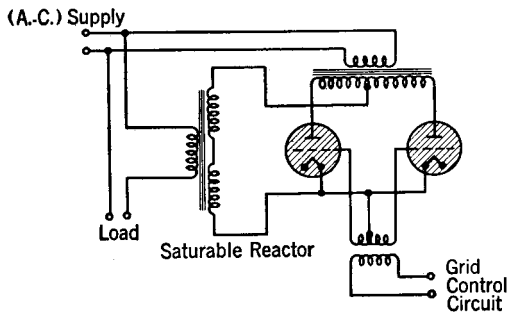 (A.-C.) Supply
Load
Saturable Reactor
Grid
Control
Circuit